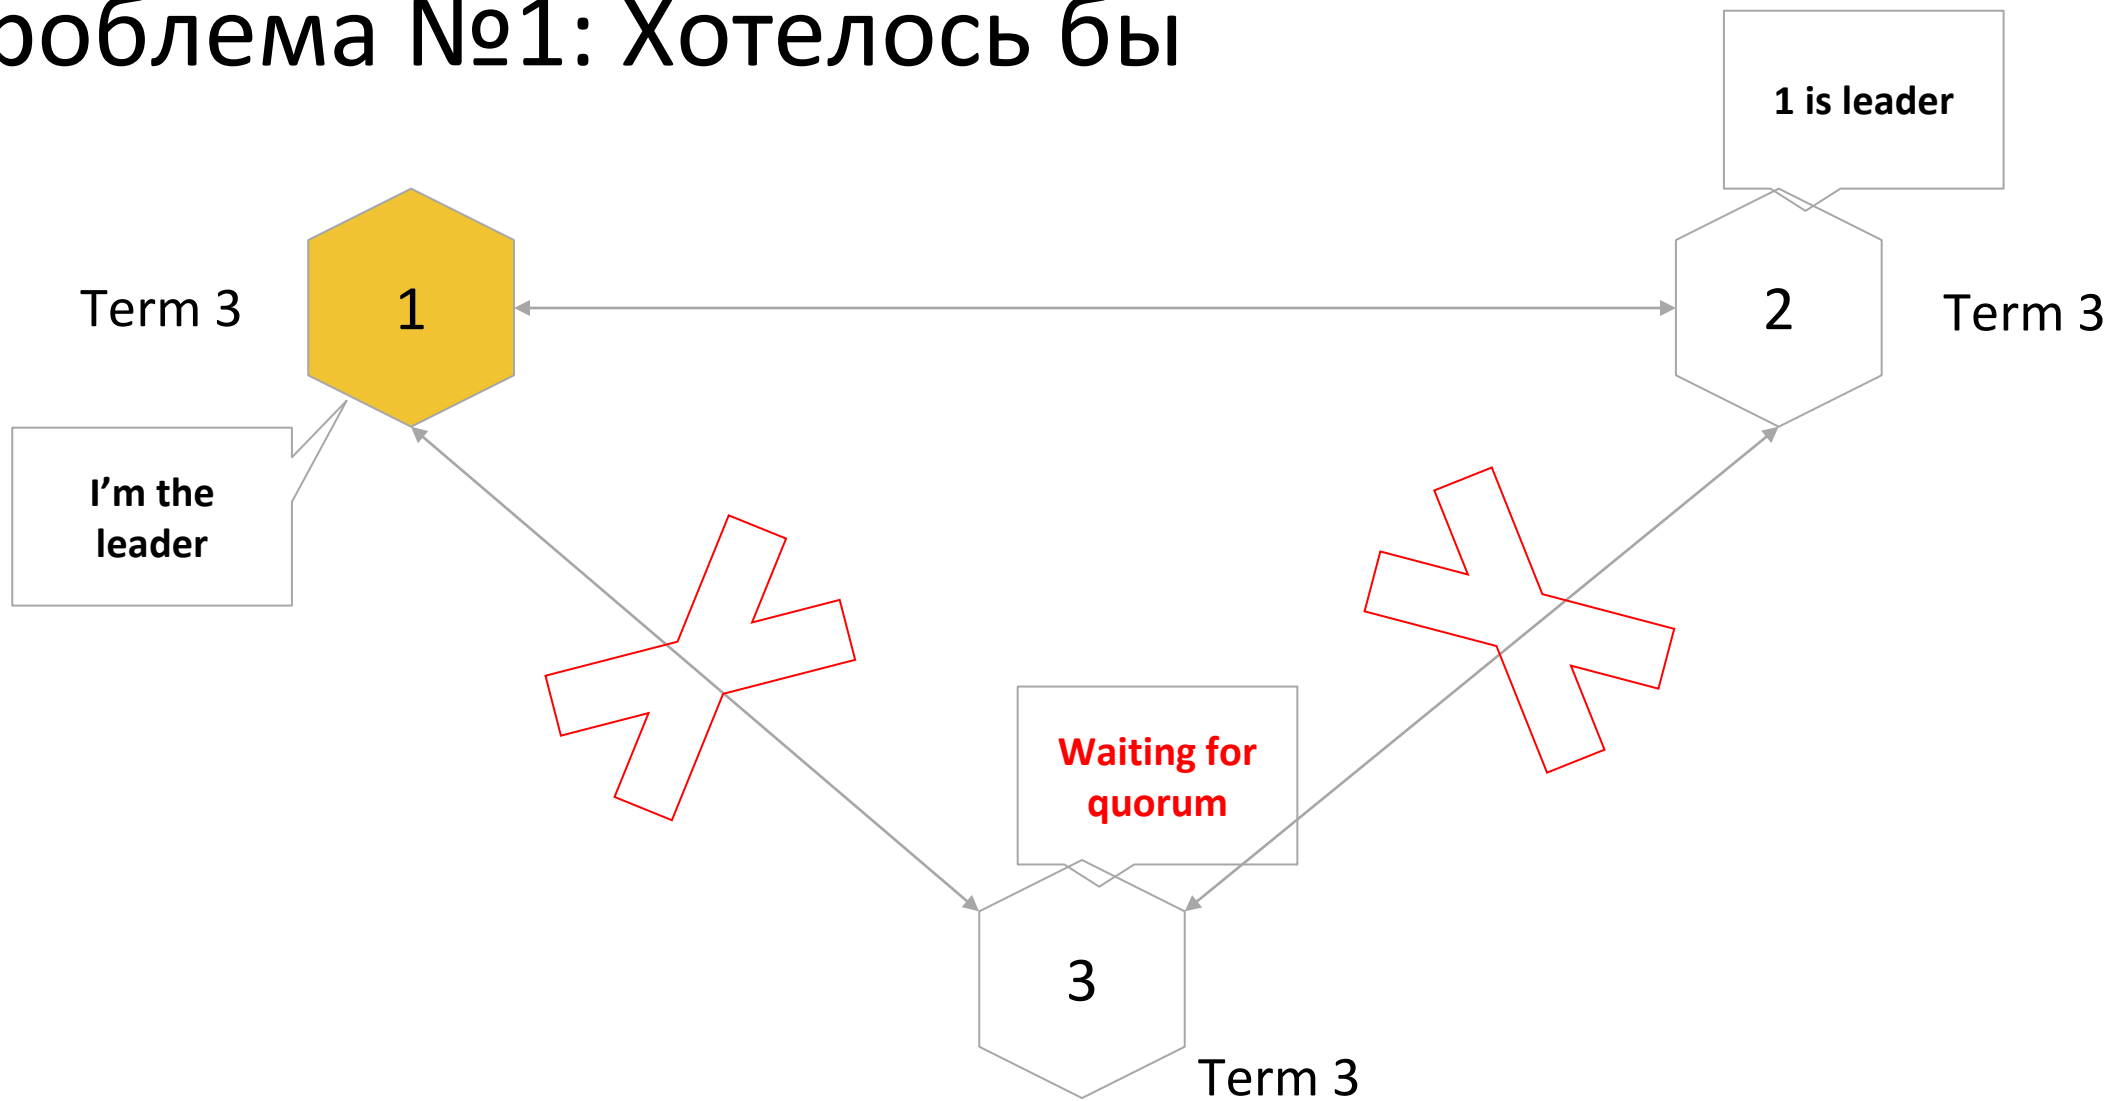 роблема №1: Хотелось бы
1 is leader
Term 3
1
2
Term 3
I’m the
leader
Waiting for
quorum
3
Term 3